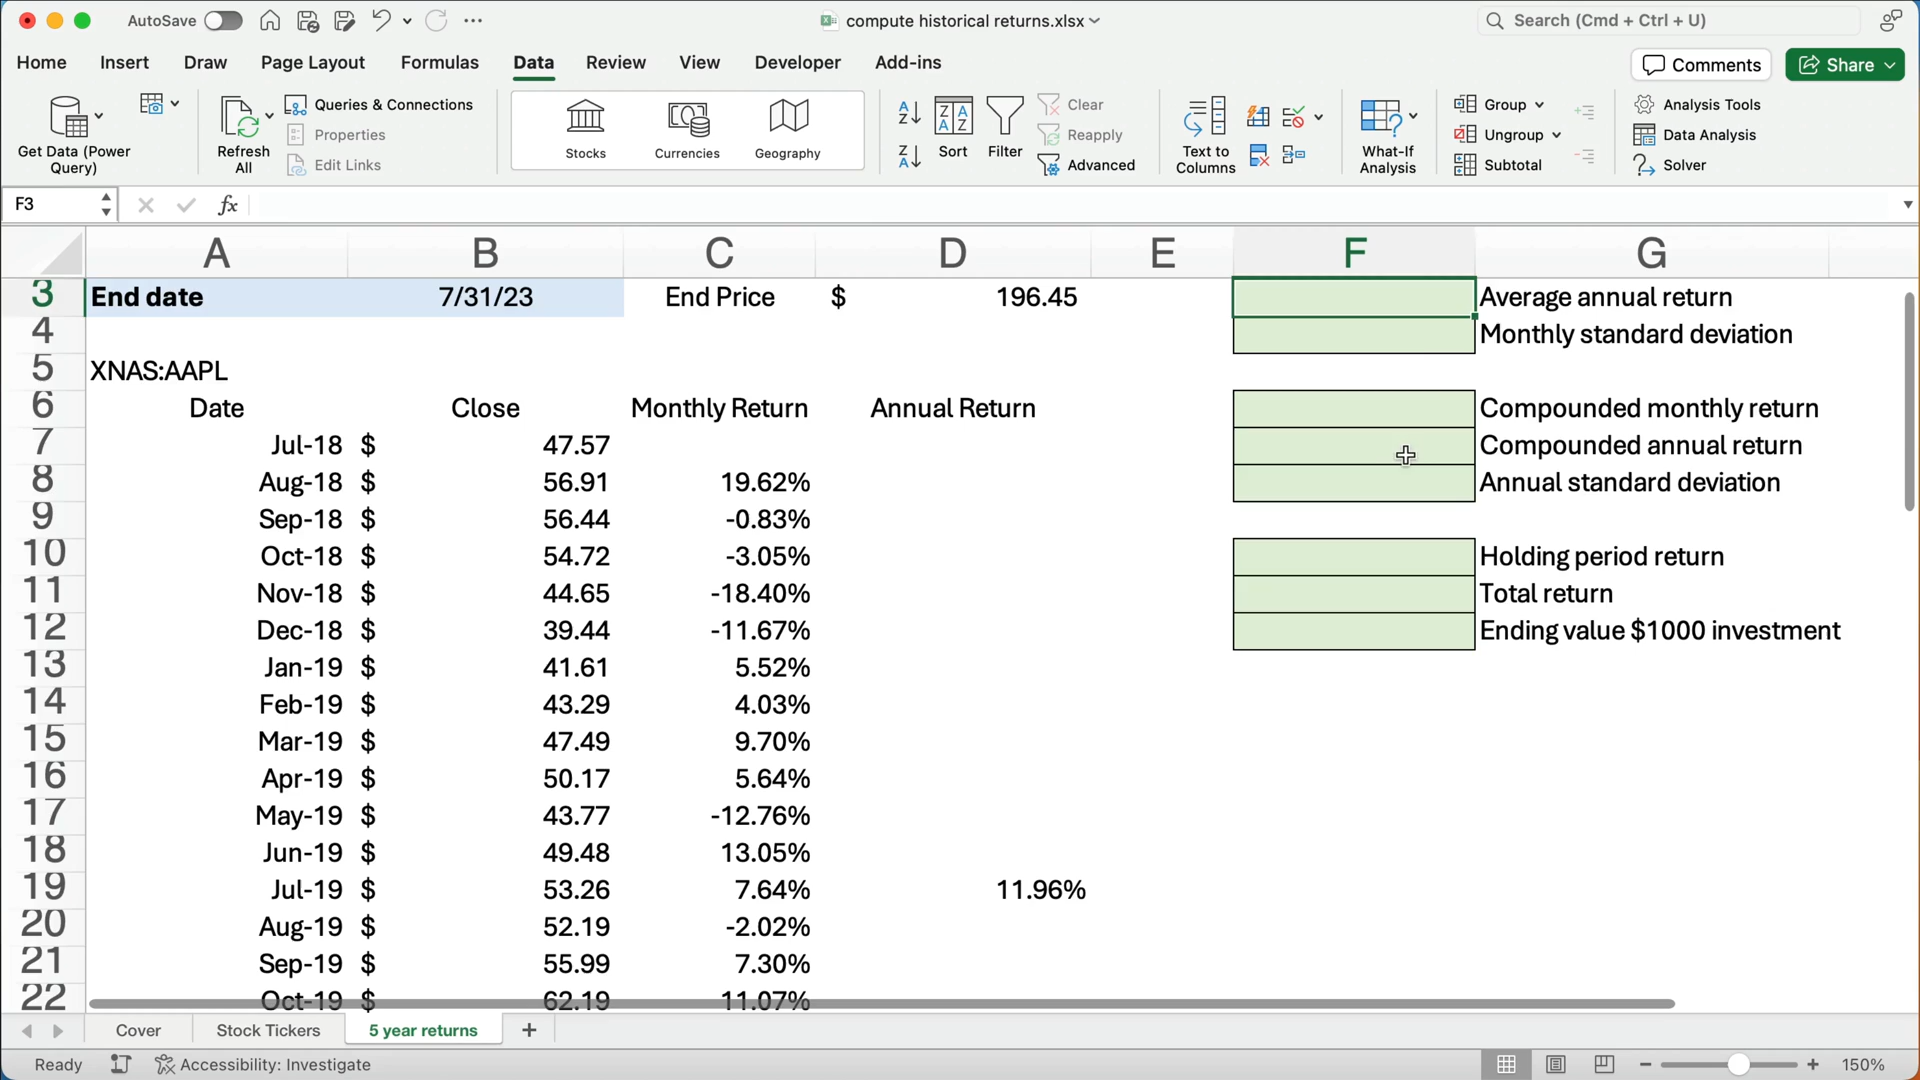 AutoSave
compute historical returns.xlsx
Search (Cmd + Ctrl + U)
Home Insert Draw Page Layout Formulas Data Review View Developer Add-ins
Comments Share
Get Data (Power Query)
Refresh All
Queries & Connections
Properties
Edit Links
Stocks Currencies Geography
Sort
Filter
Clear
Reapply
Advanced
Text to Columns
What-If Analysis
Group
Ungroup
Subtotal
Analysis Tools
Data Analysis
Solver
F3 fx
A B C D E F G
3 End date 7/31/23 End Price $ 196.45 Average annual return
4 Monthly standard deviation
5 XNAS:AAPL
6 Date Close Monthly Return Annual Return Compounded monthly return
7 Jul-18 $ 47.57 Compounded annual return
8 Aug-18 $ 56.91 19.62% Annual standard deviation
9 Sep-18 $ 56.44 -0.83%
10 Oct-18 $ 54.72 -3.05% Holding period return
11 Nov-18 $ 44.65 -18.40% Total return
12 Dec-18 $ 39.44 -11.67% Ending value $1000 investment
13 Jan-19 $ 41.61 5.52%
14 Feb-19 $ 43.29 4.03%
15 Mar-19 $ 47.49 9.70%
16 Apr-19 $ 50.17 5.64%
17 May-19 $ 43.77 -12.76%
18 Jun-19 $ 49.48 13.05%
19 Jul-19 $ 53.26 7.64% 11.96%
20 Aug-19 $ 52.19 -2.02%
21 Sep-19 $ 55.99 7.30%
22 Oct-19 $ 62.19 11.07%
Cover Stock Tickers 5 year returns
Ready Accessibility: Investigate 150%